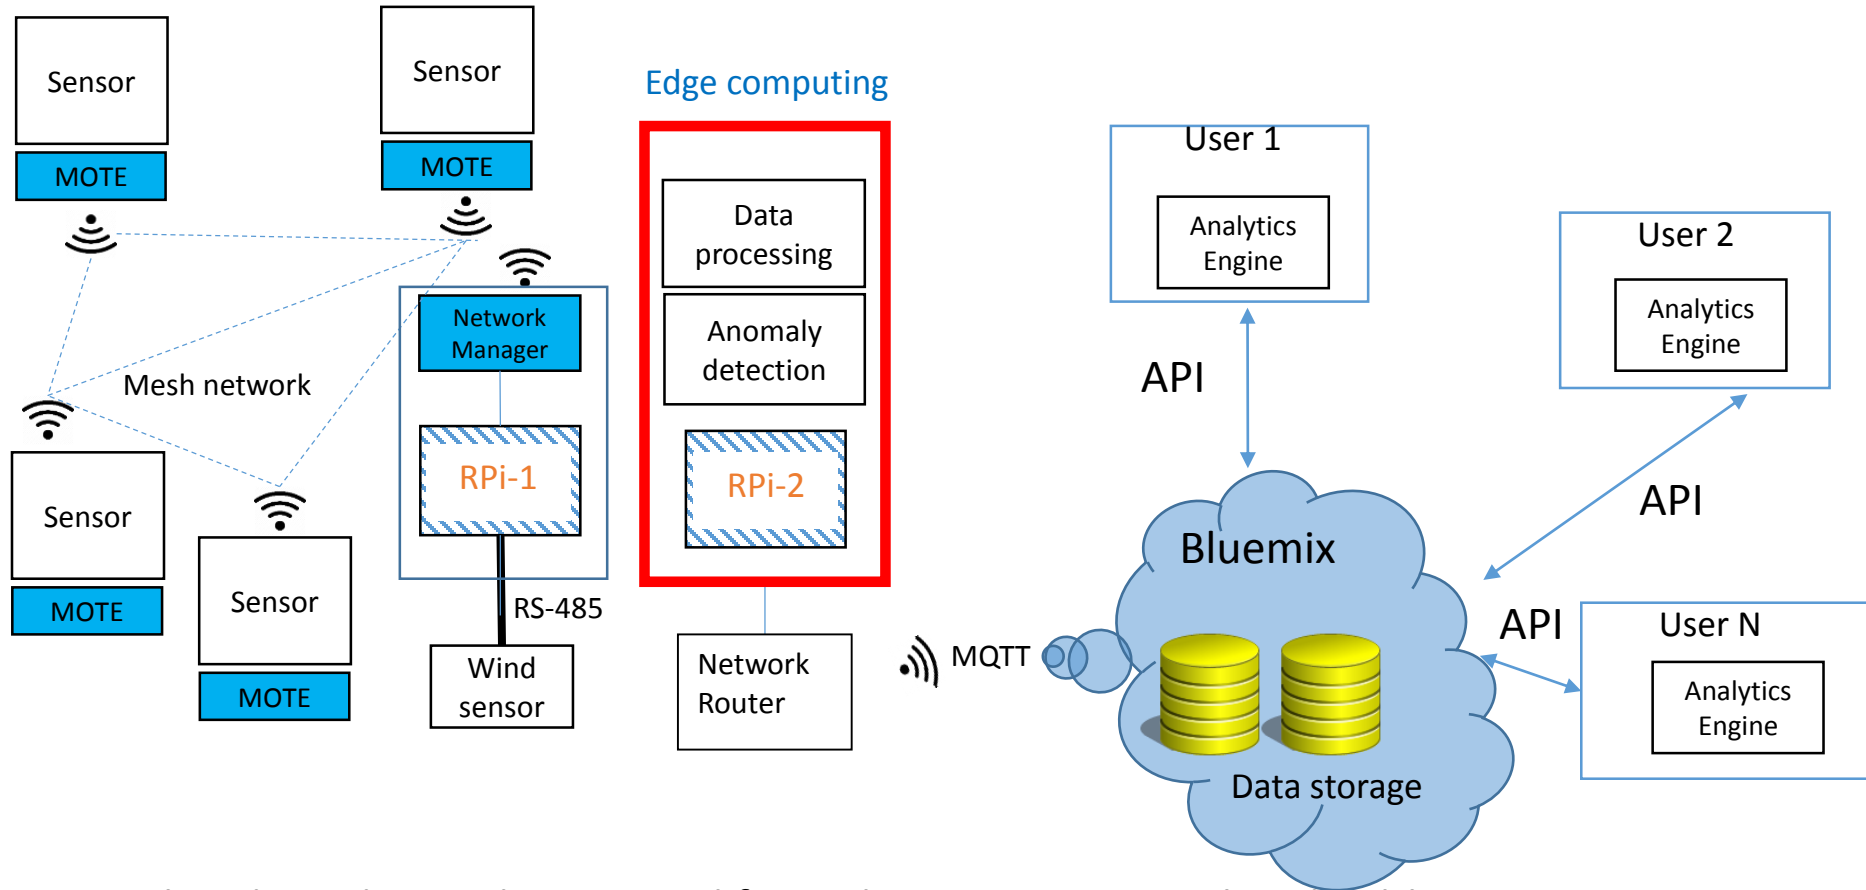 Sensor
MOTE
Sensor
MOTE
Mesh network
Sensor
MOTE
Sensor
MOTE
Network
Manager
RPi-1
RS-485
Wind
sensor
Edge computing
Data
processing
Anomaly
detection
RPi-2
Network
Router
MQTT
Bluemix
Data storage
API
User 1
Analytics
Engine
API
User 2
Analytics
Engine
API
User N
Analytics
Engine